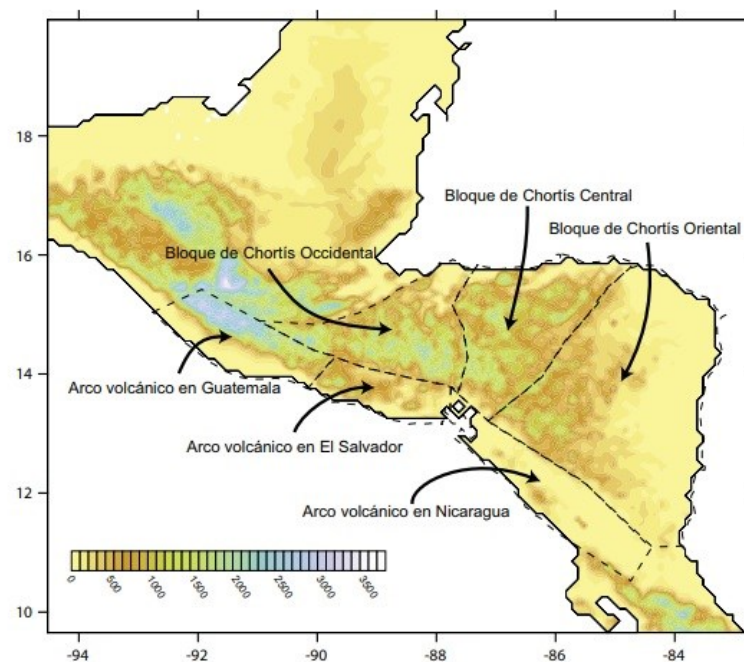 Bloque de Chortís Central
Bloque de Chortís Oriental
Bloque de Chortís Occidental
Arco volcánico en Guatemala
Arco volcánico en El Salvador
Arco volcánico en Nicaragua
18
16
14
12
10
0 500 1000 1500 2000 2500 3000 3500
-94 -92 -90 -88 -86 -84